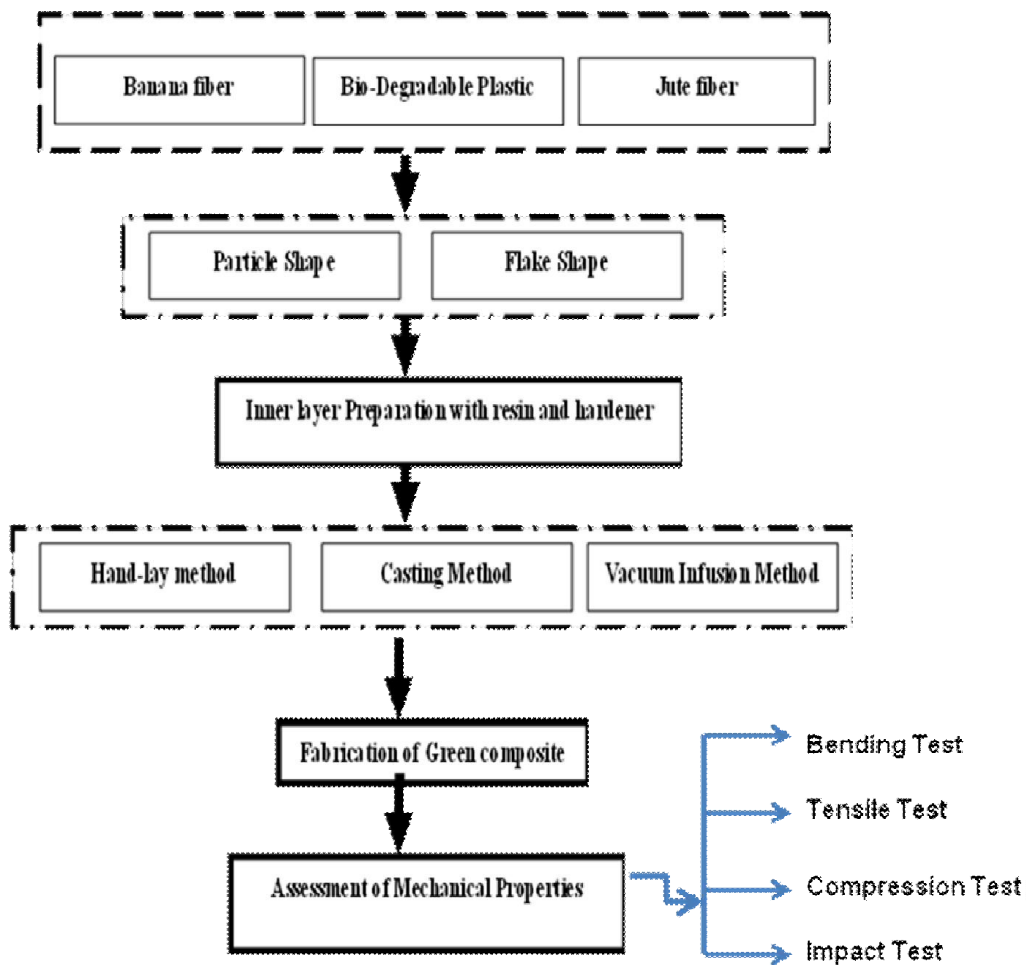 Banana fiber
Bio-Degradable Plastic
Jute fiber
Particle Shape
Flake Shape
Inner layer Preparation with resin and hardener
Hand-lay method
Casting Method
Vacuum Infusion Method
Fabrication of Green composite
Assessment of Mechanical Properties
Bending Test
Tensile Test
Compression Test
Impact Test